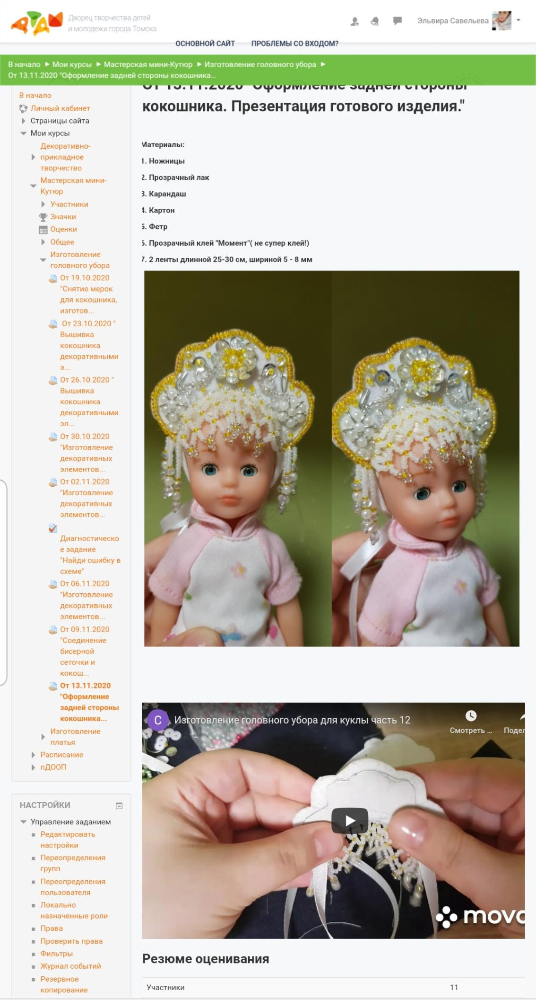 Дворец творчества детей
и молодежи города Томска
Эльвира Савельева
ОСНОВНОЙ САЙТ ПРОБЛЕМЫ СО ВХОДОМ?
В начало Мои курсы Мастерская мини-Кутюр Изготовление головного убора
От 13.11.2020 "Оформление задней стороны кокошника...
От 13.11.2020 "Оформление задней стороны
кокошника. Презентация готового изделия."
В начало
Личный кабинет
Страницы сайта
Мои курсы
Декоративно-
прикладное
творчество
Мастерская мини-
Кутюр
Участники
Значки
Оценки
Общее
Изготовление
головного убора
От 19.10.2020
"Снятие мерок
для кокошника,
изготов...
От 23.10.2020 "
Вышивка
кокошника
декоративными
э...
От 26.10.2020 "
Вышивка
кокошника
декоративными
эл...
От 30.10.2020
"Изготовление
декоративных
элементов...
От 02.11.2020
"Изготовление
декоративных
элементов...
Диагностическо
е задание
"Найди ошибку в
схеме"
От 06.11.2020
"Изготовление
декоративных
элементов...
От 09.11.2020
"Соединение
бисерной
сеточки и
кокош...
От 13.11.2020
"Оформление
задней стороны
кокошника...
Изготовление
платья
Расписание
пДООП
НАСТРОЙКИ
Управление заданием
Редактировать
настройки
Переопределения
групп
Переопределения
пользователя
Локально
назначенные роли
Права
Проверить права
Фильтры
Журнал событий
Резервное
копирование
Материалы:
1. Ножницы
2. Прозрачный лак
3. Карандаш
4. Картон
5. Фетр
6. Прозрачный клей "Момент"( не супер клей!)
7. 2 ленты длинной 25-30 см, шириной 5 - 8 мм
С Изготовление головного убора для куклы часть 12
Смотреть ... Подел
mova
Резюме оценивания
Участники 11